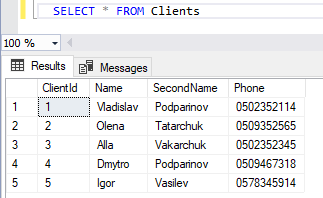 SELECT * FROM Clients
100 %
Results Messages
ClientId Name SecondName Phone
1 1 Vladislav Podparinov 0502352114
2 2 Olena Tatarchuk 0509352565
3 3 Alla Vakarchuk 0502352345
4 4 Dmytro Podparinov 0509467318
5 5 Igor Vasilev 0578345914